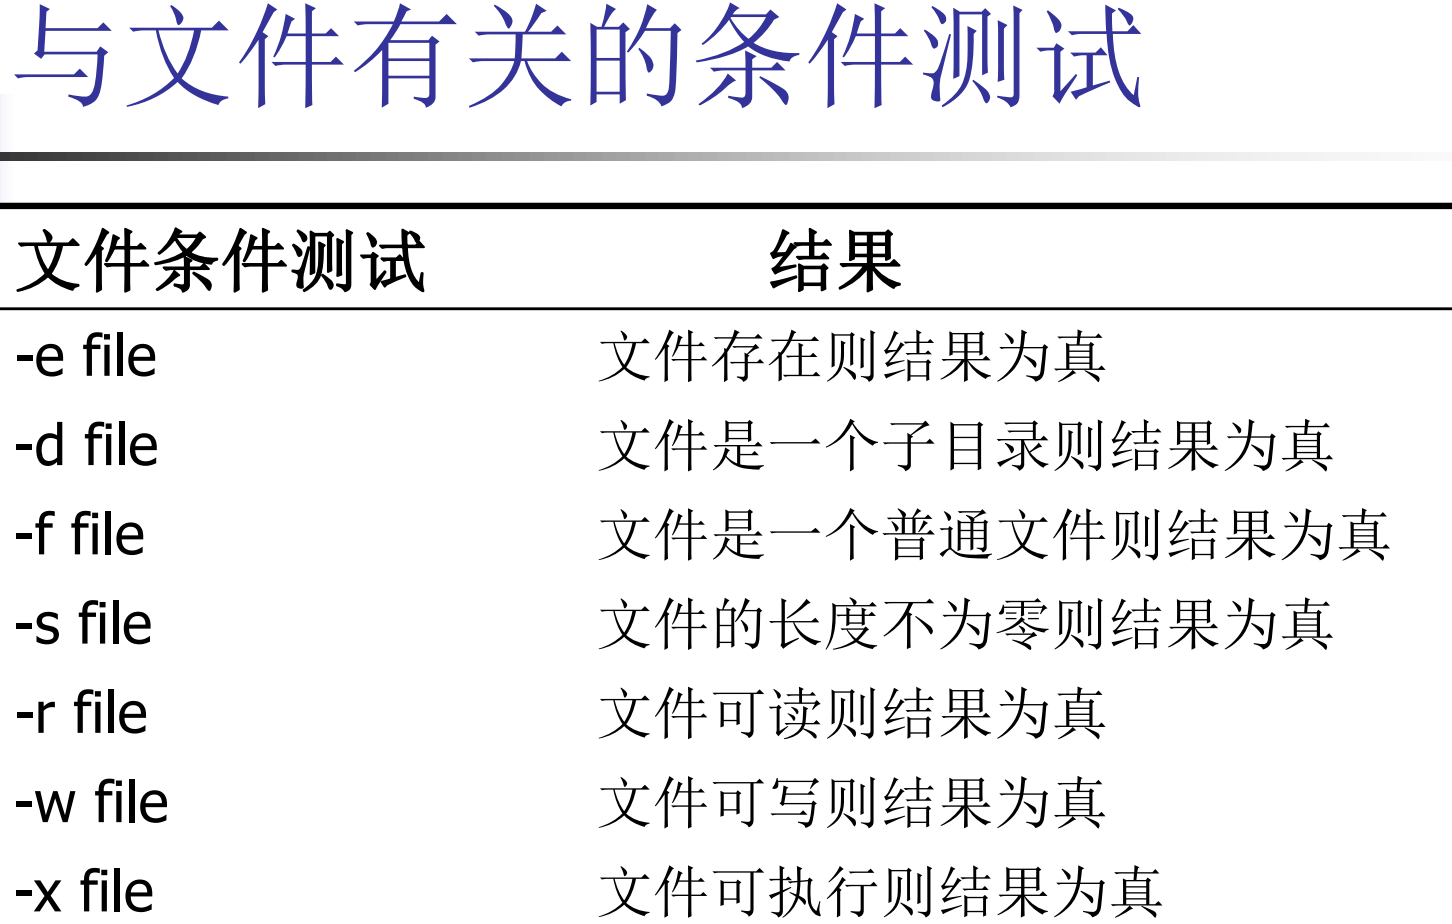 与文件有关的条件测试
文件条件测试 结果
-e file 文件存在则结果为真
-d file 文件是一个子目录则结果为真
-f file 文件是一个普通文件则结果为真
-s file 文件的长度不为零则结果为真
-r file 文件可读则结果为真
-w file 文件可写则结果为真
-x file 文件可执行则结果为真